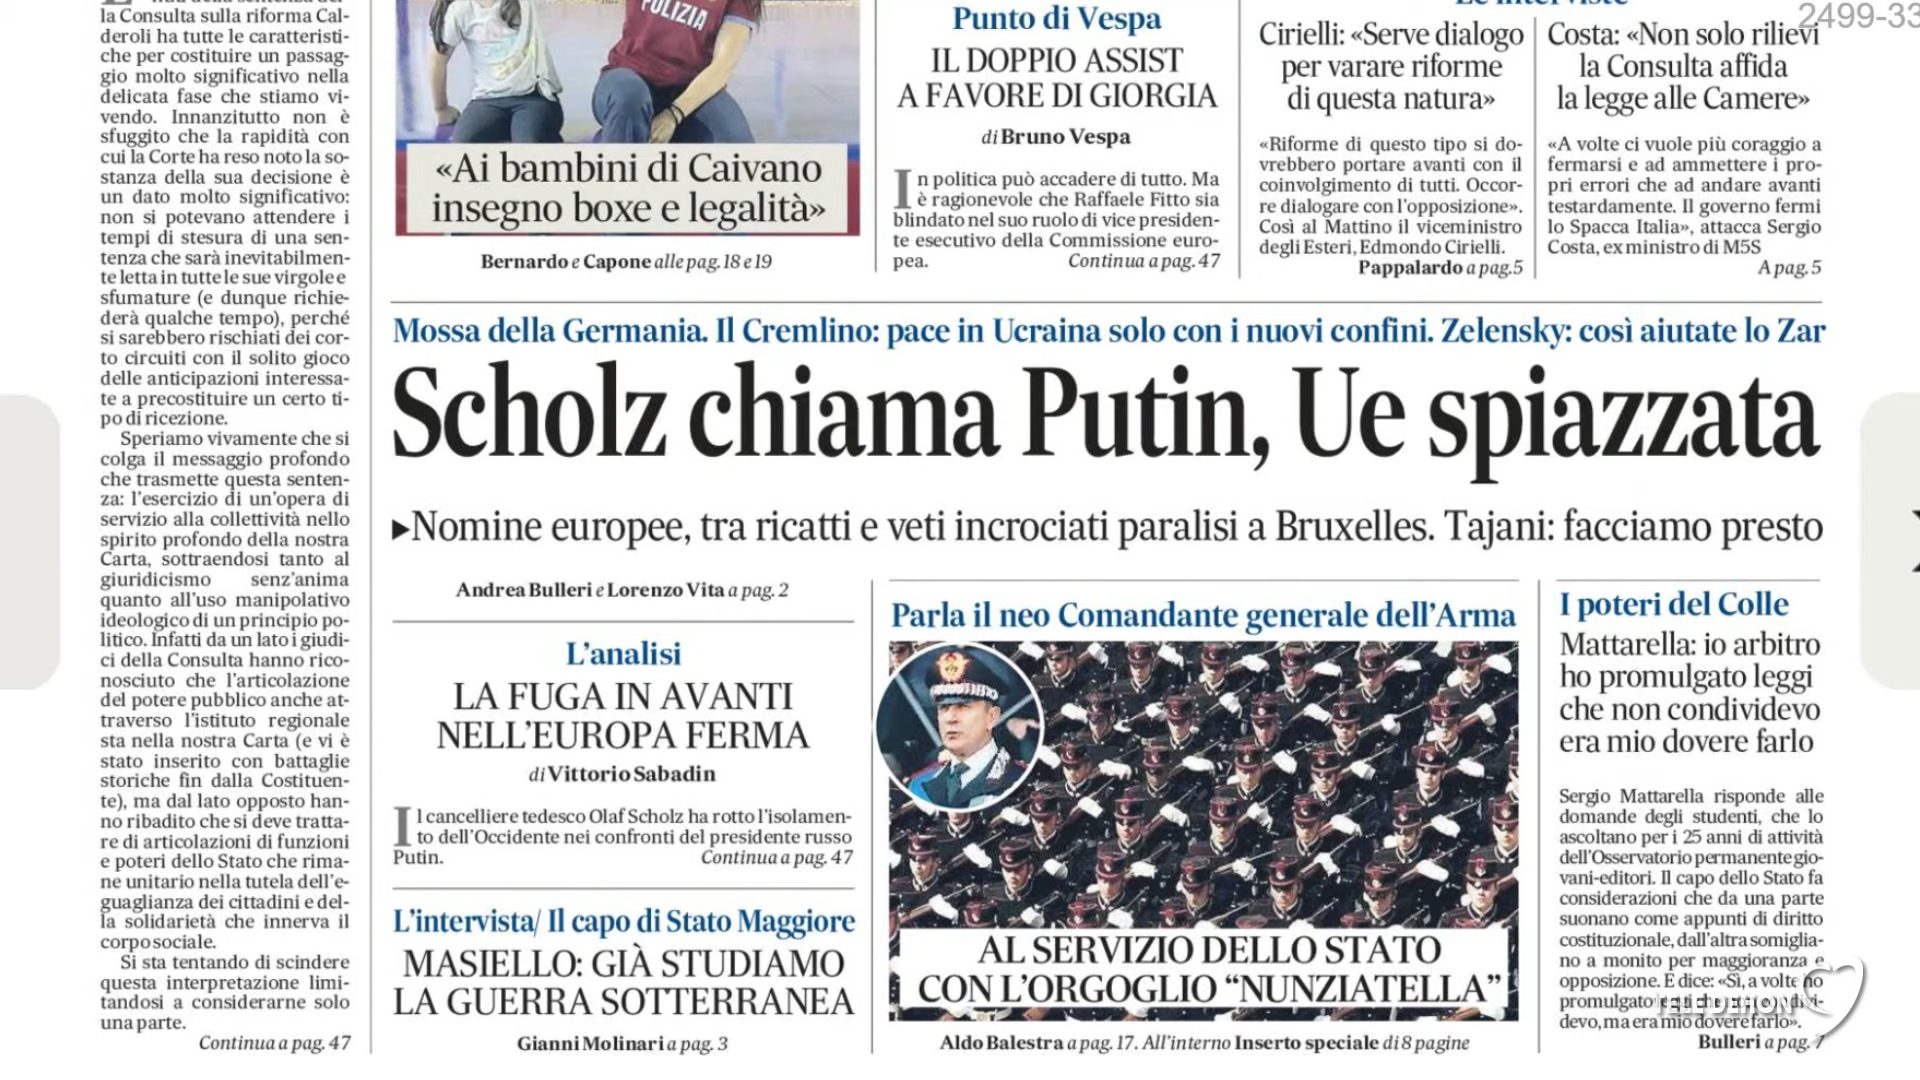 la Consulta sulla riforma Cal-
deroli ha tutte le caratteristi-
che per costituire un passag-
gio molto significativo nella
delicata fase che stiamo vi-
vendo. Innanzitutto non è
sfuggito che la rapidità con
cui la Corte ha reso noto la so-
stanza della sua decisione è
un dato molto significativo:
non si potevano attendere i
tempi di stesura di una sen-
tenza che sarà inevitabilmen-
te letta in tutte le sue virgole e
sfumature (e dunque richie-
derà qualche tempo), perché
si sarebbero rischiati dei cor-
to circuiti con il solito gioco
delle anticipazioni interessa-
te a precostituire un certo ti-
po di ricezione.
Speriamo vivamente che si
colga il messaggio profondo
che trasmette questa senten-
za: l'esercizio di un'opera di
servizio alla collettività nello
spirito profondo della nostra
Carta, sottraendosi tanto al
giuridicismo senz'anima
quanto all'uso manipolativo
ideologico di un principio po-
litico. Infatti da un lato i giudi-
ci della Consulta hanno rico-
nosciuto che l'articolazione
del potere pubblico anche at-
traverso l'istituto regionale
sta nella nostra Carta (e vi è
stato inserito con battaglie
storiche fin dalla Costituen-
te), ma dal lato opposto han-
no ribadito che si deve tratta-
re di articolazioni di funzioni
e poteri dello Stato che rima-
ne unitario nella tutela dell'e-
guaglianza dei cittadini e del-
la solidarietà che innerva il
corpo sociale.
Si sta tentando di scindere
questa interpretazione limi-
tandosi a considerarne solo
una parte.
Continua a pag. 47
POLIZIA
«Ai bambini di Caivano
insegno boxe e legalità»
Bernardo e Capone alle pag. 18 e 19
Punto di Vespa
IL DOPPIO ASSIST
A FAVORE DI GIORGIA
di Bruno Vespa
In politica può accadere di tutto. Ma
è ragionevole che Raffaele Fitto sia
blindato nel suo ruolo di vice presiden-
te esecutivo della Commissione euro-
pea. Continua a pag. 47
Le interviste
2499-33
Cirielli: «Serve dialogo
per varare riforme
di questa natura»
«Riforme di questo tipo si do-
vrebbero portare avanti con il
coinvolgimento di tutti. Occor-
re dialogare con l'opposizione».
Così al Mattino il viceministro
degli Esteri, Edmondo Cirielli.
Pappalardo a pag. 5
Costa: «Non solo rilievi
la Consulta affida
la legge alle Camere»
«A volte ci vuole più coraggio a
fermarsi e ad ammettere i pro-
pri errori che ad andare avanti
testardamente. Il governo fermi
lo Spacca Italia», attacca Sergio
Costa, ex ministro di M5S
A pag. 5
Mossa della Germania. Il Cremlino: pace in Ucraina solo con i nuovi confini. Zelensky: così aiutate lo Zar
Scholz chiama Putin, Ue spiazzata
►Nomine europee, tra ricatti e veti incrociati paralisi a Bruxelles. Tajani: facciamo presto
Andrea Bulleri e Lorenzo Vita a pag. 2
L'analisi
LA FUGA IN AVANTI
NELL'EUROPA FERMA
di Vittorio Sabadin
Il cancelliere tedesco Olaf Scholz ha rotto l'isolamen-
to dell'Occidente nei confronti del presidente russo
Putin. Continua a pag. 47
L'intervista/ Il capo di Stato Maggiore
MASIELLO: GIÀ STUDIAMO
LA GUERRA SOTTERRANEA
Gianni Molinari a pag. 3
Parla il neo Comandante generale dell'Arma
AL SERVIZIO DELLO STATO
CON L'ORGOGLIO “NUNZIATELLA”
Aldo Balestra a pag. 17. All'interno Inserto speciale di 8 pagine
I poteri del Colle
Mattarella: io arbitro
ho promulgato leggi
che non condividevo
era mio dovere farlo
Sergio Mattarella risponde alle
domande degli studenti, che lo
ascoltano per i 25 anni di attività
dell'Osservatorio permanente gio-
vani-editori. Il capo dello Stato fa
considerazioni che da una parte
suonano come appunti di diritto
costituzionale, dall'altra somiglia-
no a monito per maggioranza e
opposizione. E dice: «Sì, a volte ho
promulgato leggi che non condivi-
devo, ma era mio dovere farlo».
Bulleri a pag. 7
TELE DEHON